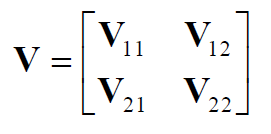 V = [ V₁₁ V₁₂
V₂₁ V₂₂ ]